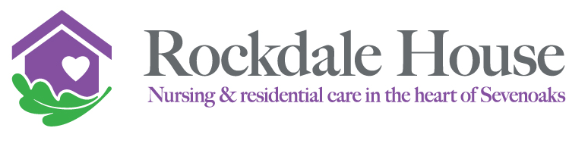 Rockdale House
Nursing & residential care in the heart of Sevenoaks